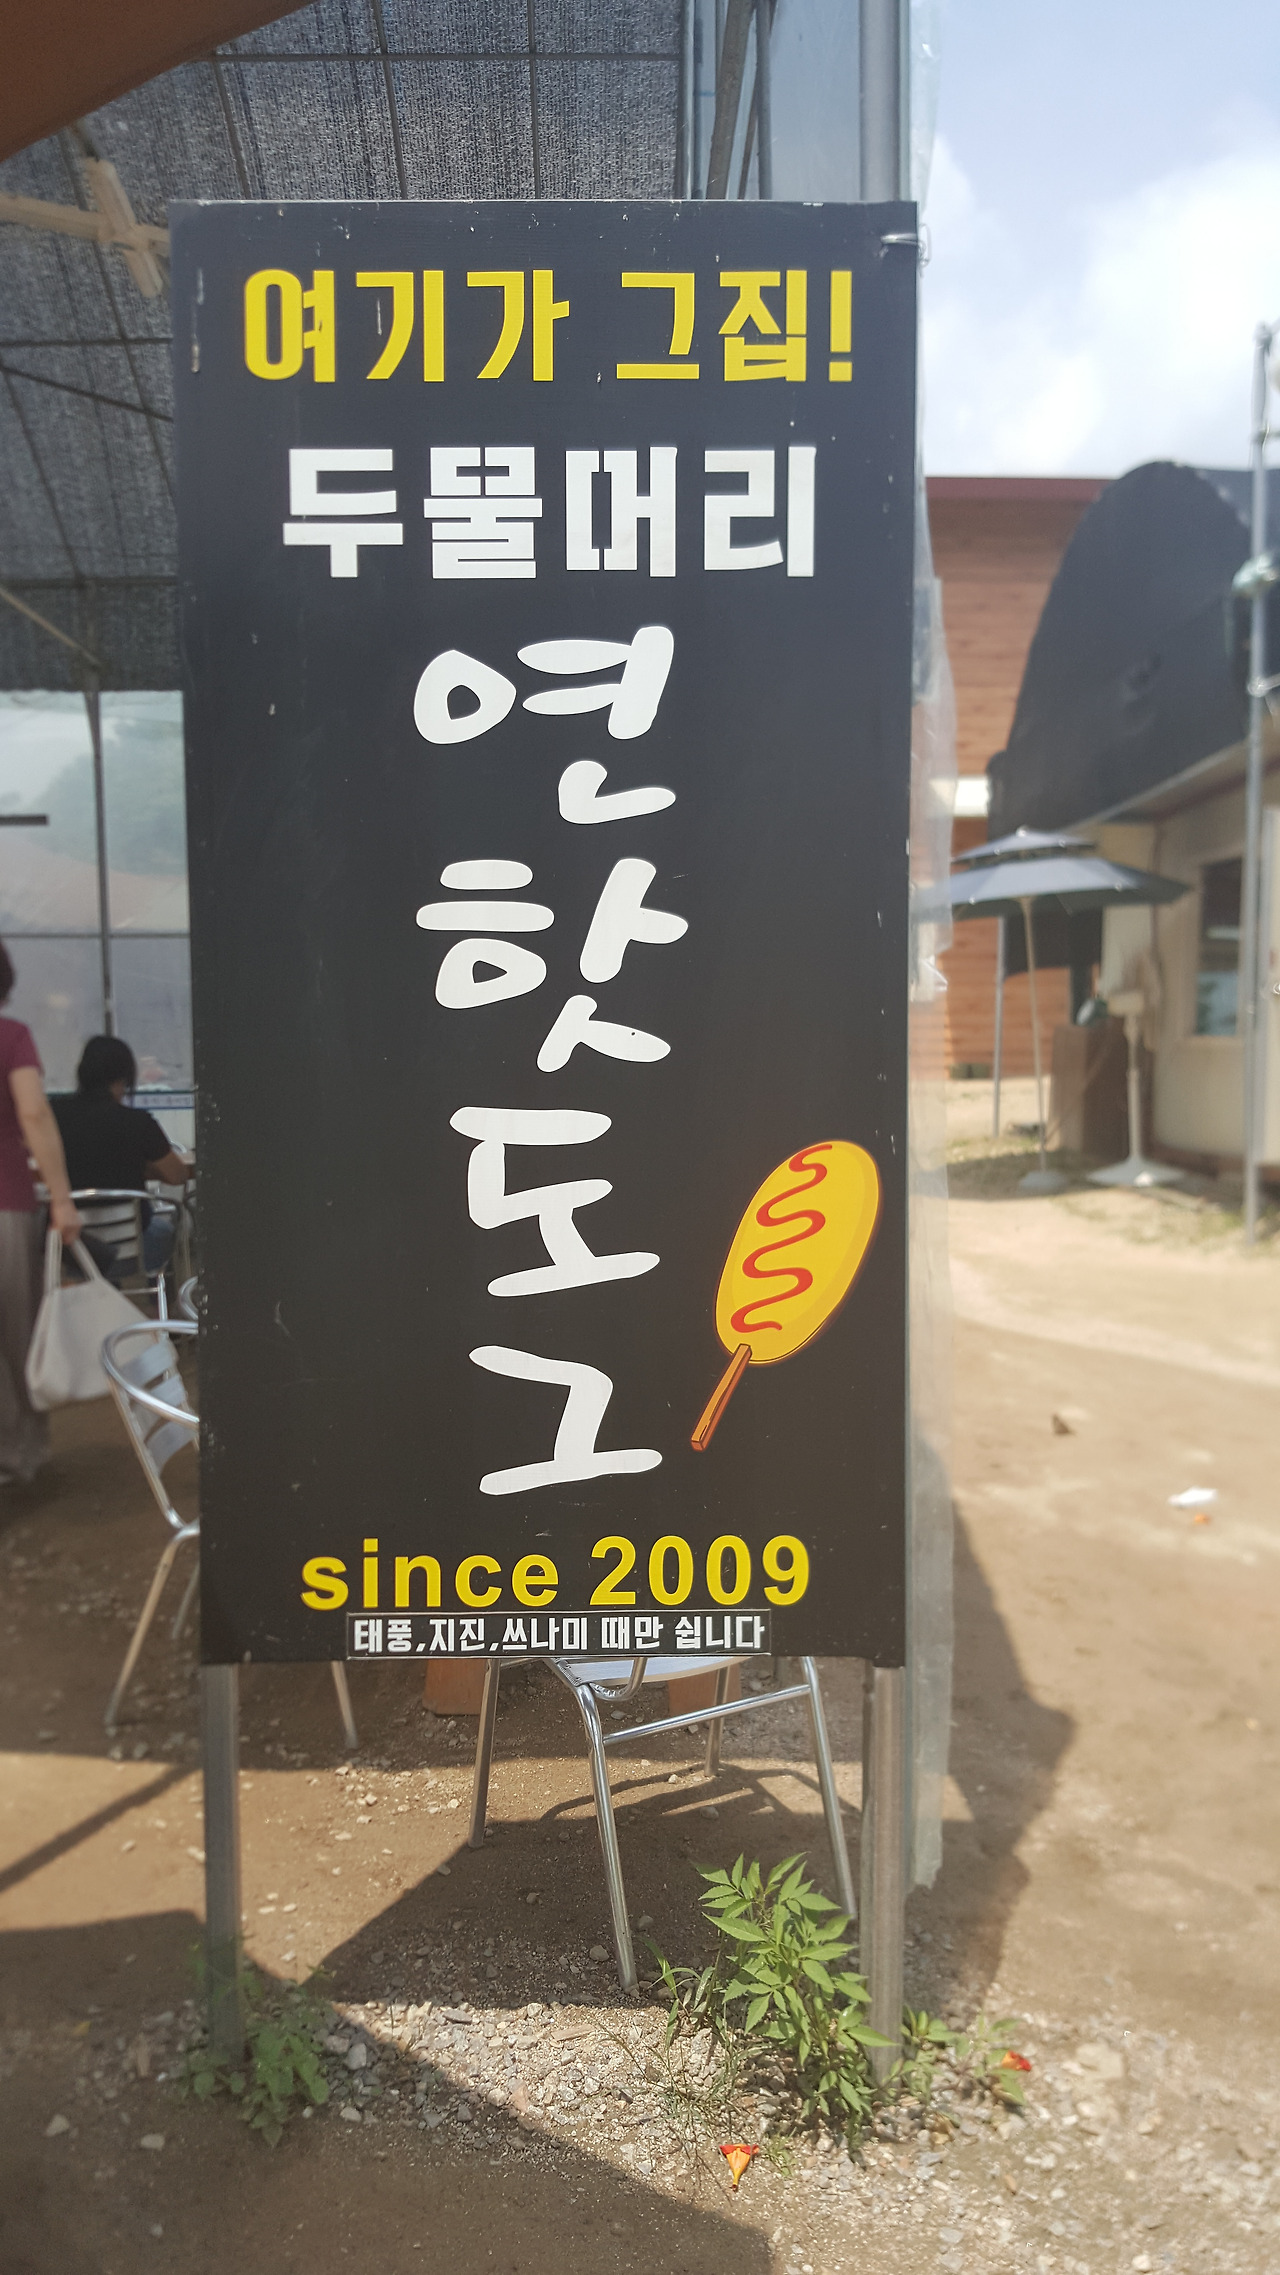 여기가 그집!
두물머리
연
핫
도
그
since 2009
태풍,지진,쓰나미 때만 쉽니다